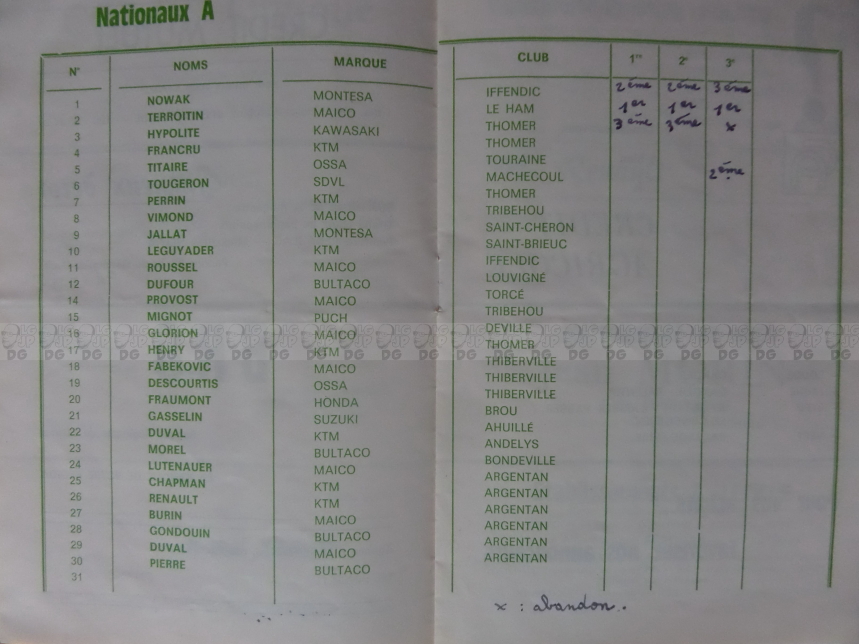 Nationaux A
N° NOMS MARQUE CLUB 1re 2e 3e
1 NOWAK MONTESA IFFENDIC 2ème 2ème 3ème
2 TERROITIN MAICO LE HAM 1er 1er 1er
3 HYPOLITE KAWASAKI THOMER 3ème 3ème x
4 FRANCRU KTM THOMER
5 TITAIRE OSSA TOURAINE
6 TOUGERON SDVL MACHECOUL 2ème
7 PERRIN KTM THOMER
8 VIMOND MAICO TRIBEHOU
9 JALLAT MONTESA SAINT-CHERON
10 LEGUYADER KTM SAINT-BRIEUC
11 ROUSSEL MAICO IFFENDIC
12 DUFOUR BULTACO LOUVIGNÉ
14 PROVOST MAICO TORCÉ
15 MIGNOT PUCH TRIBEHOU
16 GLORION MAICO DEVILLE
17 HENRY KTM THOMER
18 FABEKOVIC MAICO THIBERVILLE
19 DESCOURTIS OSSA THIBERVILLE
20 FRAUMONT HONDA THIBERVILLE
21 GASSELIN SUZUKI BROU
22 DUVAL KTM AHUILLÉ
23 MOREL BULTACO ANDELYS
24 LUTENAUER MAICO BONDEVILLE
25 CHAPMAN KTM ARGENTAN
26 RENAULT KTM ARGENTAN
27 BURIN MAICO ARGENTAN
28 GONDOUIN BULTACO ARGENTAN
29 DUVAL MAICO ARGENTAN
30 PIERRE BULTACO ARGENTAN
31
x : abandon.